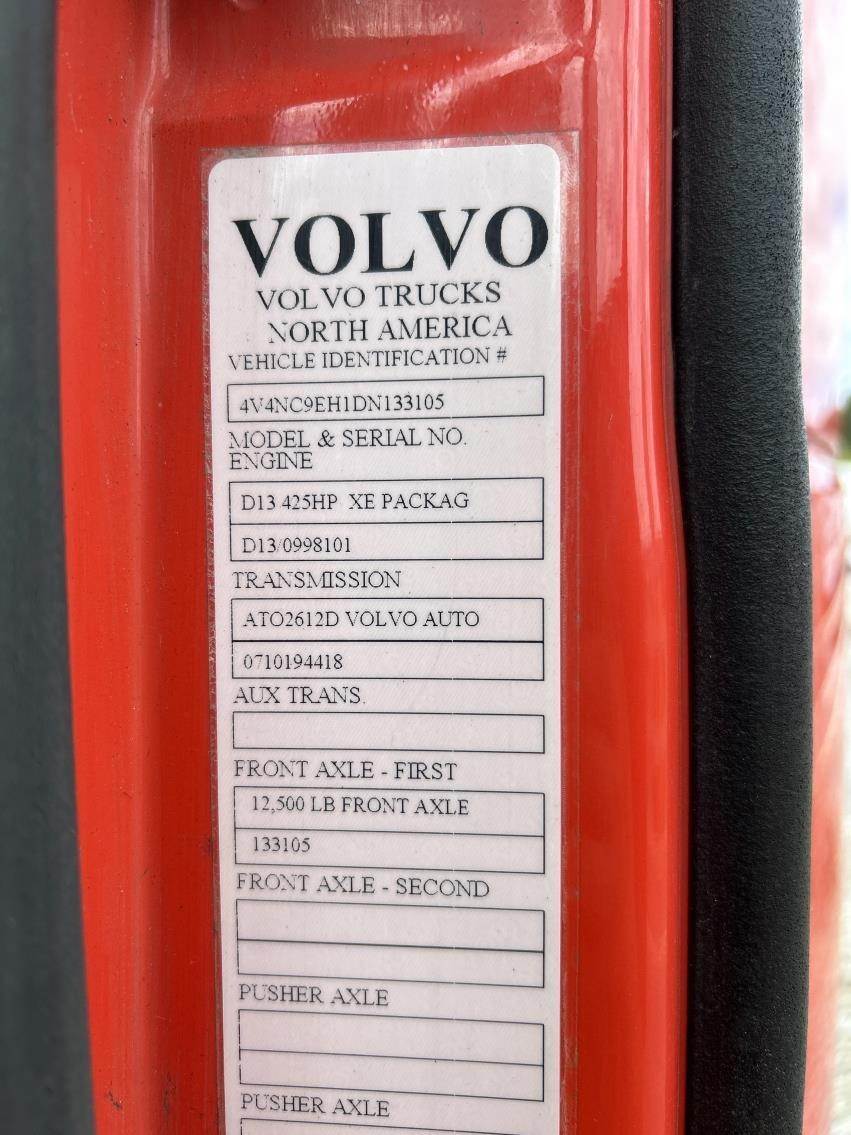 VOLVO
VOLVO TRUCKS
NORTH AMERICA
VEHICLE IDENTIFICATION #
4V4NC9EH1DN133105
MODEL & SERIAL NO.
ENGINE
D13 425HP XE PACKAG
D13/0998101
TRANSMISSION
ATO2612D VOLVO AUTO
0710194418
AUX TRANS.
FRONT AXLE - FIRST
12,500 LB FRONT AXLE
133105
FRONT AXLE - SECOND
PUSHER AXLE
PUSHER AXLE